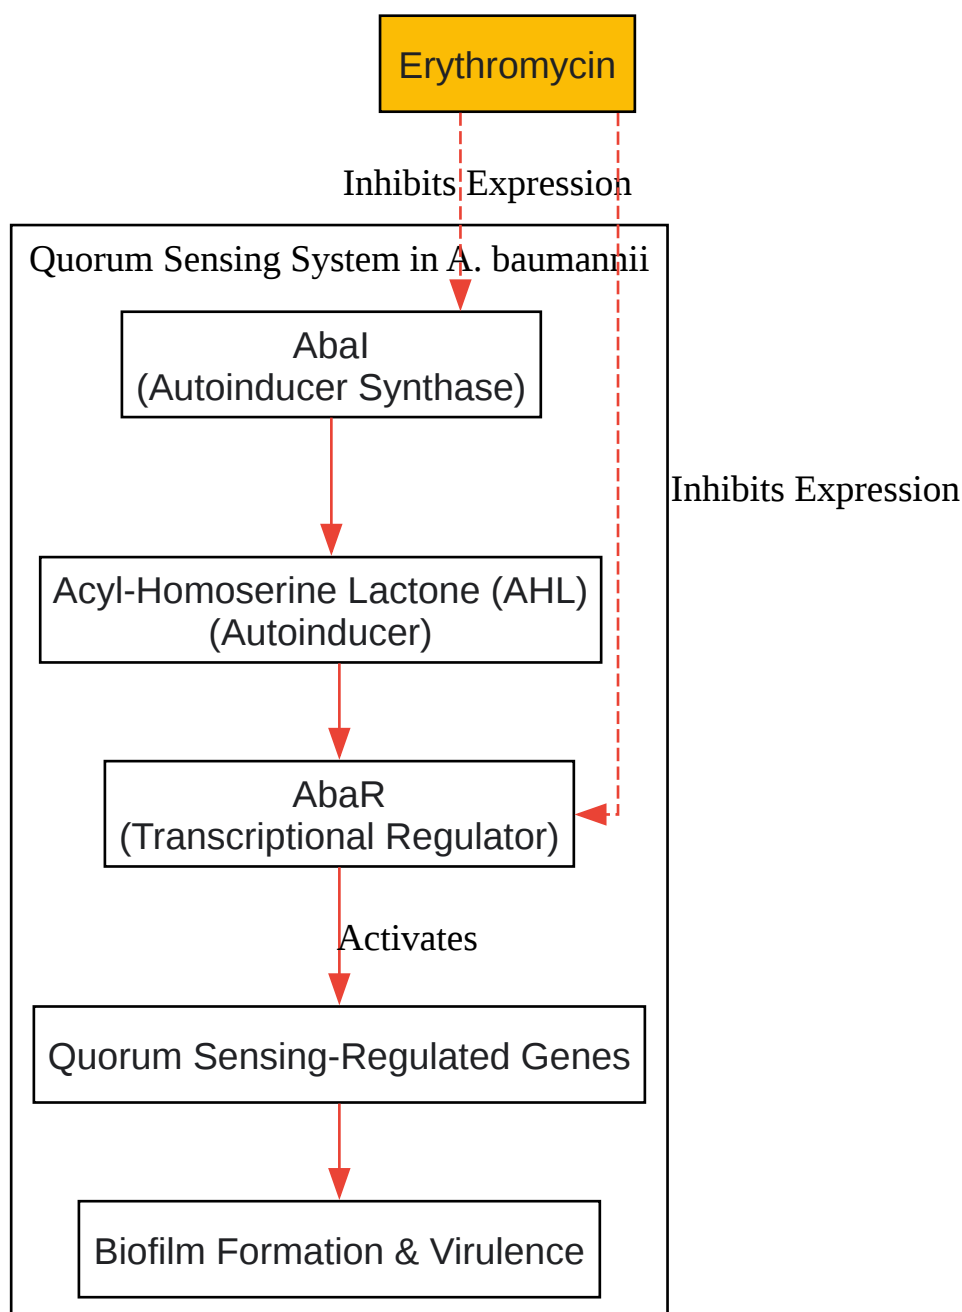 Erythromycin
Inhibits Expression
Quorum Sensing System in A. baumannii
AbaI
(Autoinducer Synthase)
Inhibits Expression
Acyl-Homoserine Lactone (AHL)
(Autoinducer)
AbaR
(Transcriptional Regulator)
Activates
Quorum Sensing-Regulated Genes
Biofilm Formation & Virulence